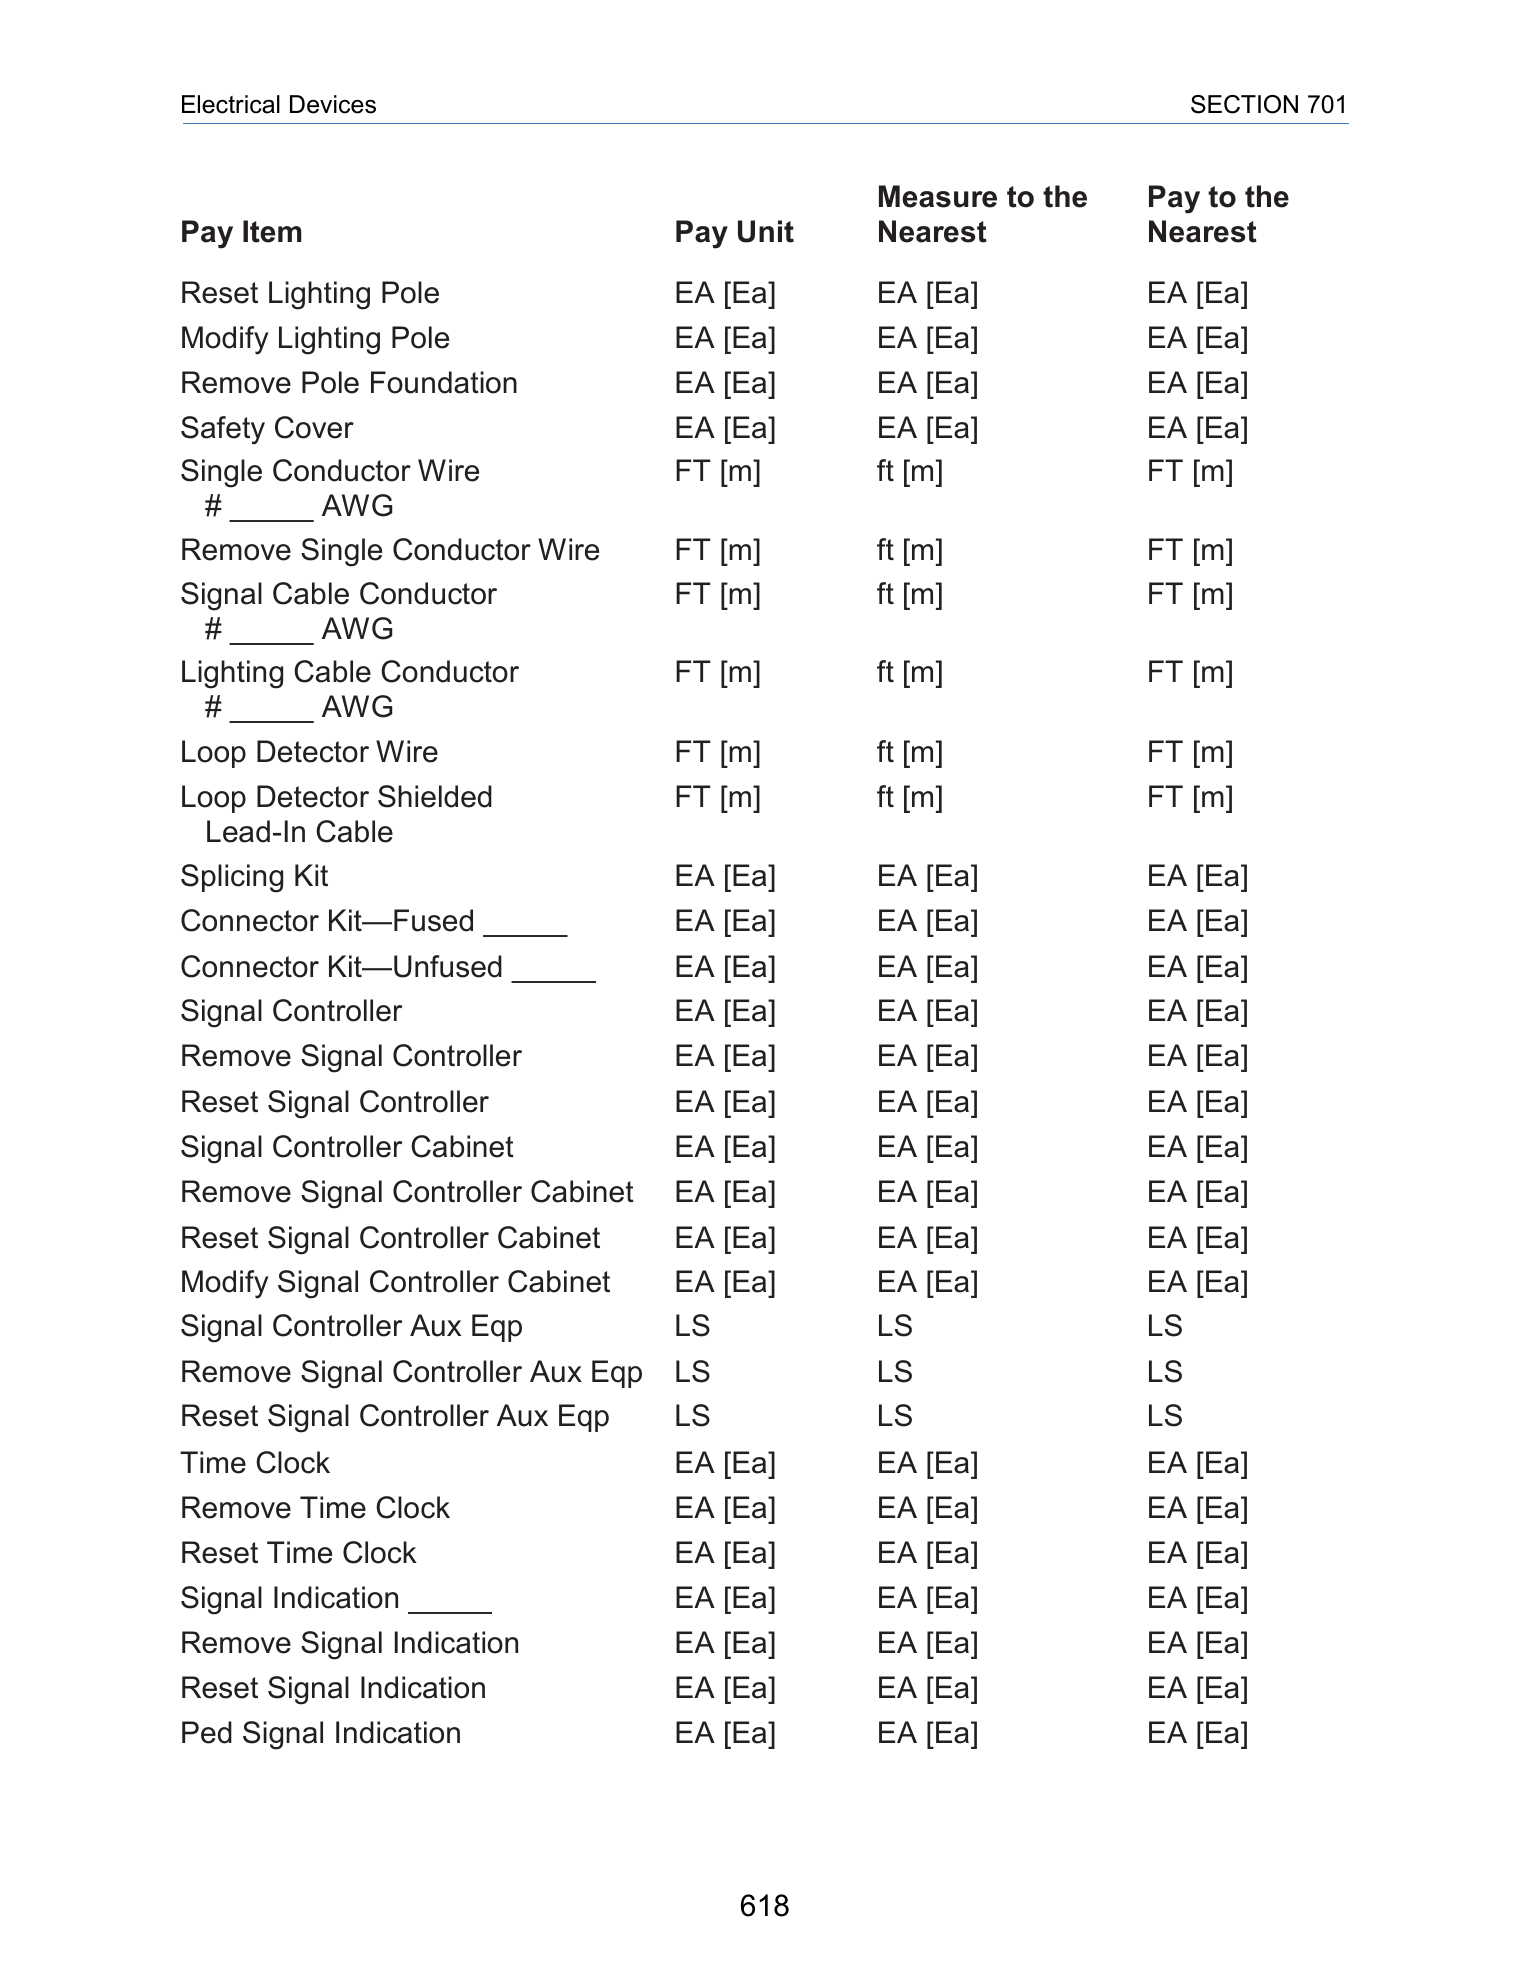 Electrical Devices SECTION 701
Measure to the Pay to the
Pay Item Pay Unit Nearest Nearest
Reset Lighting Pole EA [Ea] EA [Ea] EA [Ea]
Modify Lighting Pole EA [Ea] EA [Ea] EA [Ea]
Remove Pole Foundation EA [Ea] EA [Ea] EA [Ea]
Safety Cover EA [Ea] EA [Ea] EA [Ea]
Single Conductor Wire FT [m] ft [m] FT [m]
# _____ AWG
Remove Single Conductor Wire FT [m] ft [m] FT [m]
Signal Cable Conductor FT [m] ft [m] FT [m]
# _____ AWG
Lighting Cable Conductor FT [m] ft [m] FT [m]
# _____ AWG
Loop Detector Wire FT [m] ft [m] FT [m]
Loop Detector Shielded FT [m] ft [m] FT [m]
Lead-In Cable
Splicing Kit EA [Ea] EA [Ea] EA [Ea]
Connector Kit—Fused _____ EA [Ea] EA [Ea] EA [Ea]
Connector Kit—Unfused _____ EA [Ea] EA [Ea] EA [Ea]
Signal Controller EA [Ea] EA [Ea] EA [Ea]
Remove Signal Controller EA [Ea] EA [Ea] EA [Ea]
Reset Signal Controller EA [Ea] EA [Ea] EA [Ea]
Signal Controller Cabinet EA [Ea] EA [Ea] EA [Ea]
Remove Signal Controller Cabinet EA [Ea] EA [Ea] EA [Ea]
Reset Signal Controller Cabinet EA [Ea] EA [Ea] EA [Ea]
Modify Signal Controller Cabinet EA [Ea] EA [Ea] EA [Ea]
Signal Controller Aux Eqp LS LS LS
Remove Signal Controller Aux Eqp LS LS LS
Reset Signal Controller Aux Eqp LS LS LS
Time Clock EA [Ea] EA [Ea] EA [Ea]
Remove Time Clock EA [Ea] EA [Ea] EA [Ea]
Reset Time Clock EA [Ea] EA [Ea] EA [Ea]
Signal Indication _____ EA [Ea] EA [Ea] EA [Ea]
Remove Signal Indication EA [Ea] EA [Ea] EA [Ea]
Reset Signal Indication EA [Ea] EA [Ea] EA [Ea]
Ped Signal Indication EA [Ea] EA [Ea] EA [Ea]
618